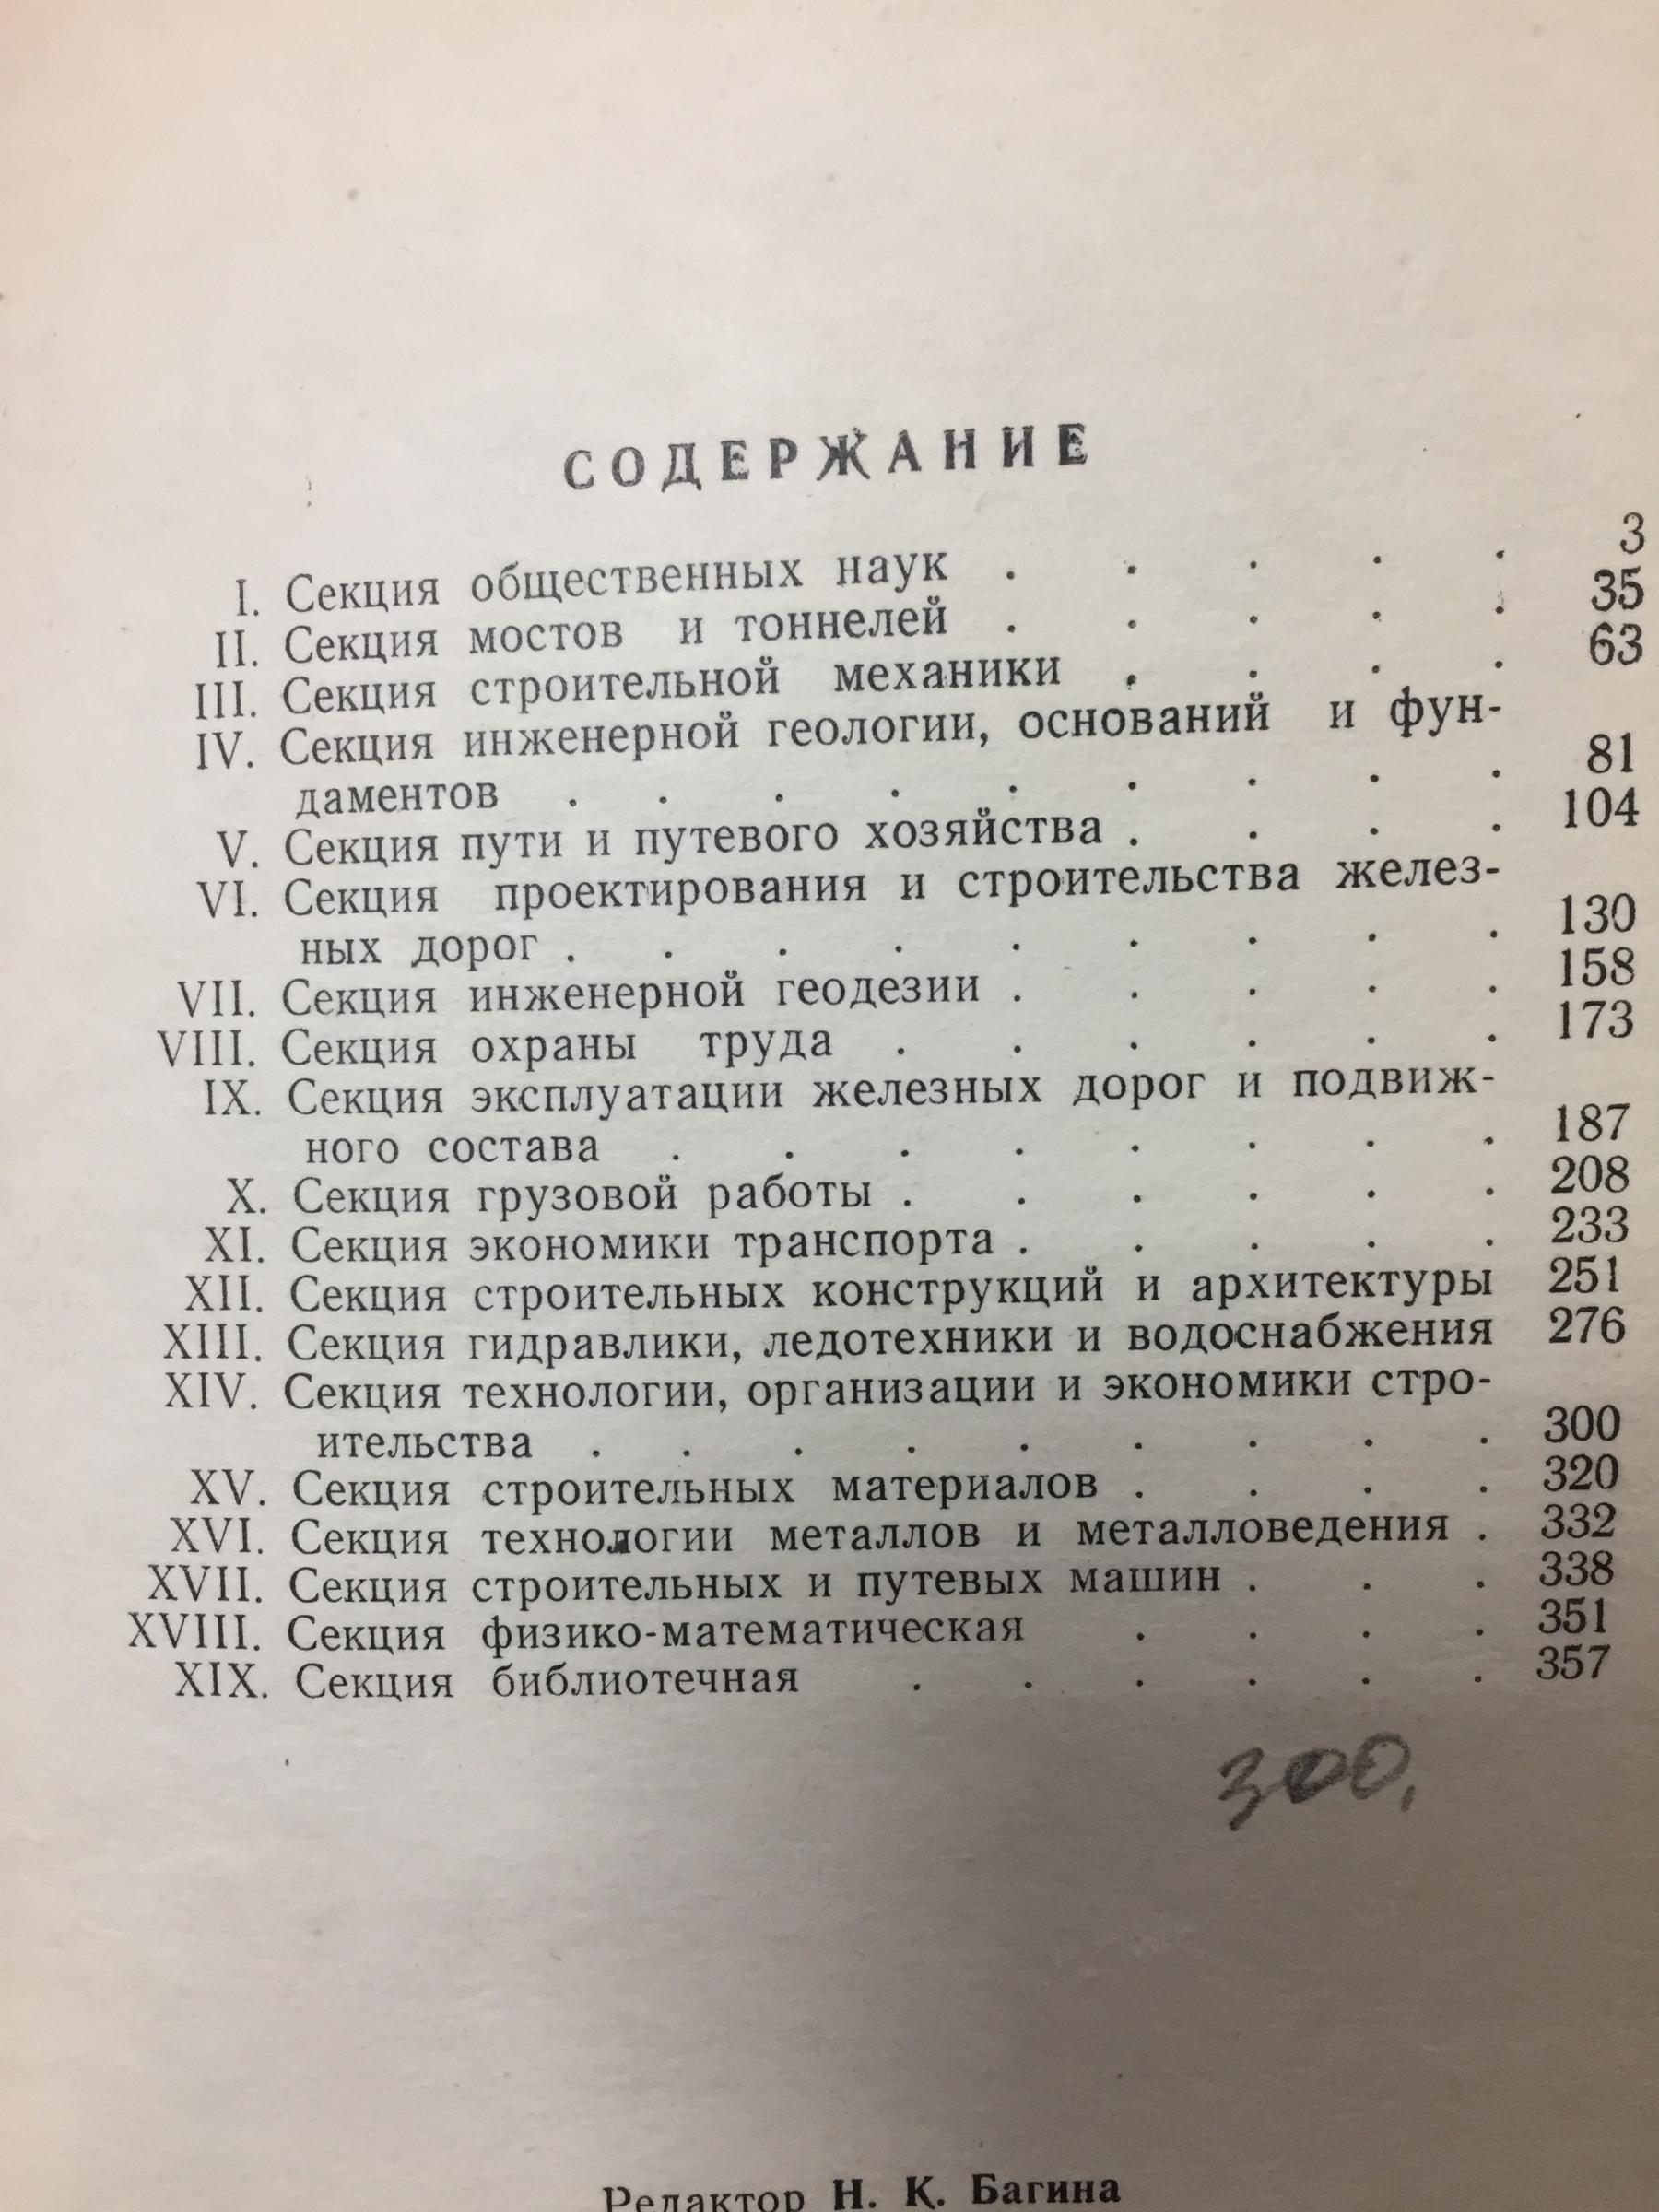 СОДЕРЖАНИЕ
I. Секция общественных наук . . . . . 3
II. Секция мостов и тоннелей . . . . . 35
III. Секция строительной механики . . . . 63
IV. Секция инженерной геологии, оснований и фун-
даментов . . . . . . . . . 81
V. Секция пути и путевого хозяйства . . . . 104
VI. Секция проектирования и строительства желез-
ных дорог . . . . . . . . . 130
VII. Секция инженерной геодезии . . . . . 158
VIII. Секция охраны труда . . . . . . 173
IX. Секция эксплуатации железных дорог и подвиж-
ного состава . . . . . . . . 187
X. Секция грузовой работы . . . . . . 208
XI. Секция экономики транспорта . . . . . 233
XII. Секция строительных конструкций и архитектуры 251
XIII. Секция гидравлики, ледотехники и водоснабжения 276
XIV. Секция технологии, организации и экономики стро-
ительства . . . . . . . . . 300
XV. Секция строительных материалов . . . . 320
XVI. Секция технологии металлов и металловедения . 332
XVII. Секция строительных и путевых машин . . . 338
XVIII. Секция физико-математическая . . . . 351
XIX. Секция библиотечная . . . . . . 357
300,
Редактор Н. К. Багина